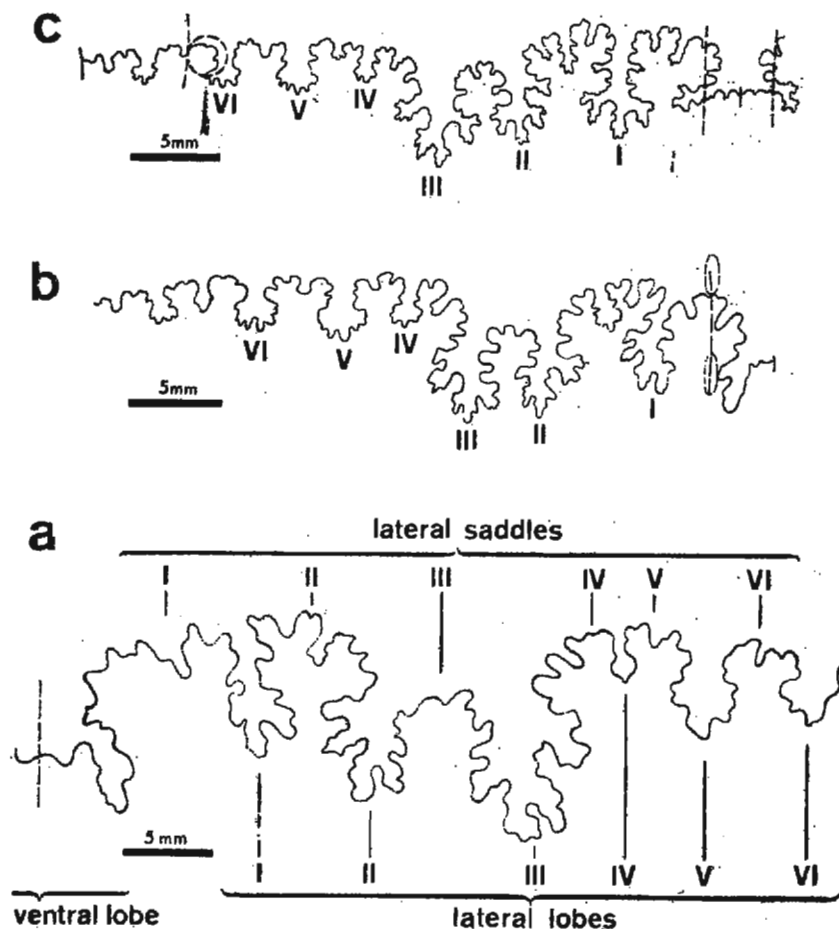 c
VI V IV
III II I
5mm
b
VI V IV
III II I
5mm
a
lateral saddles
I II III IV V VI
5 mm
I II III IV V VI
ventral lobe lateral lobes